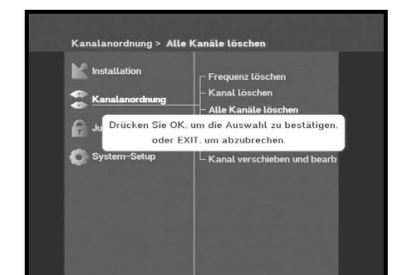 Kanalanordnung > Alle Kanäle löschen
Installation
Kanalanordnung
Ju
System-Setup
Frequenz löschen
Kanal löschen
Alle Kanäle löschen
Kanal verschieben und bearb
Drücken Sie OK. um die Auswahl zu bestätigen.
oder EXIT. um abzubrechen.